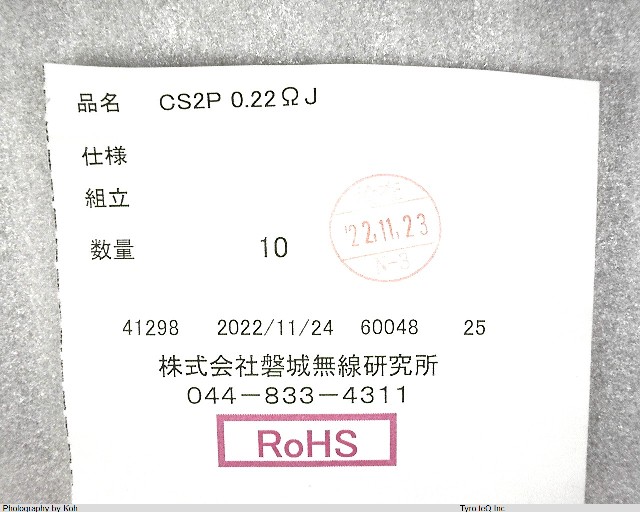 品名 CS2P 0.22ΩJ
仕様
組立
数量 10
'22.11.23
41298 2022/11/24 60048 25
株式会社磐城無線研究所
044-833-4311
RoHS
Photography by Koh
TyroteQ Inc